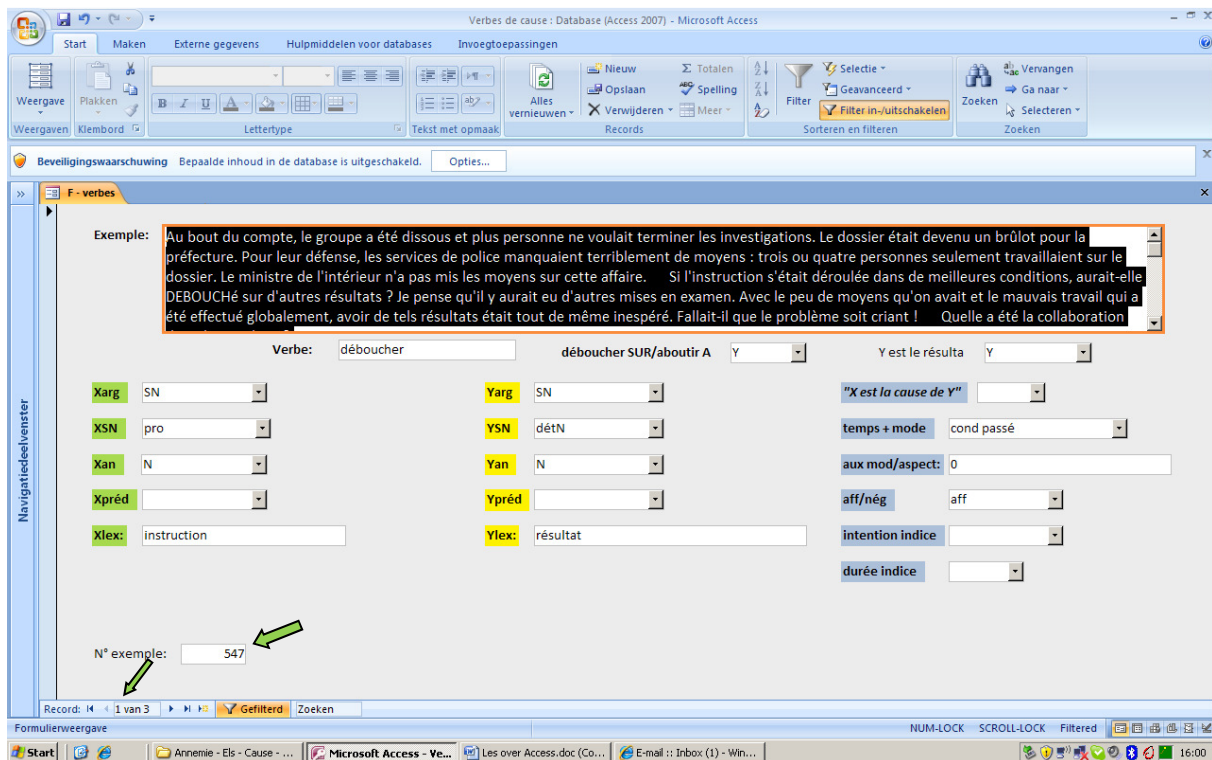 Verbes de cause : Database (Access 2007) - Microsoft Access
Start Maken Externe gegevens Hulpmiddelen voor databases Invoegtoepassingen
Nieuw Σ Totalen Selectie Vervangen
Opslaan Spelling Geavanceerd Ga naar
Weergave Plakken B I U A Alles vernieuwen Verwijderen Meer Filter Filter in-/uitschakelen Zoeken Selecteren
Weergaven Klembord Lettertype Tekst met opmaak Records Sorteren en filteren Zoeken
Beveiligingswaarschuwing Bepaalde inhoud in de database is uitgeschakeld. Opties...
F - verbes
Navigatiedeelvenster
Exemple: Au bout du compte, le groupe a été dissous et plus personne ne voulait terminer les investigations. Le dossier était devenu un brûlot pour la
préfecture. Pour leur défense, les services de police manquaient terriblement de moyens : trois ou quatre personnes seulement travaillaient sur le
dossier. Le ministre de l'intérieur n'a pas mis les moyens sur cette affaire. Si l'instruction s'était déroulée dans de meilleures conditions, aurait-elle
DEBOUCHé sur d'autres résultats ? Je pense qu'il y aurait eu d'autres mises en examen. Avec le peu de moyens qu'on avait et le mauvais travail qui a
été effectué globalement, avoir de tels résultats était tout de même inespéré. Fallait-il que le problème soit criant ! Quelle a été la collaboration
Verbe: déboucher déboucher SUR/aboutir A Y Y est le résulta Y
Xarg SN Yarg SN "X est la cause de Y"
XSN pro YSN détN temps + mode cond passé
Xan N Yan N aux mod/aspect: 0
Xpréd Ypréd aff/nég aff
Xlex: instruction Ylex: résultat intention indice
durée indice
N° exemple: 547
Record: 1 van 3 Gefilterd Zoeken
Formulierweergave NUM-LOCK SCROLL-LOCK Filtered
Start Annemie - Els - Cause - ... Microsoft Access - Ve... Les over Access.doc (Co... E-mail :: Inbox (1) - Win... 16:00